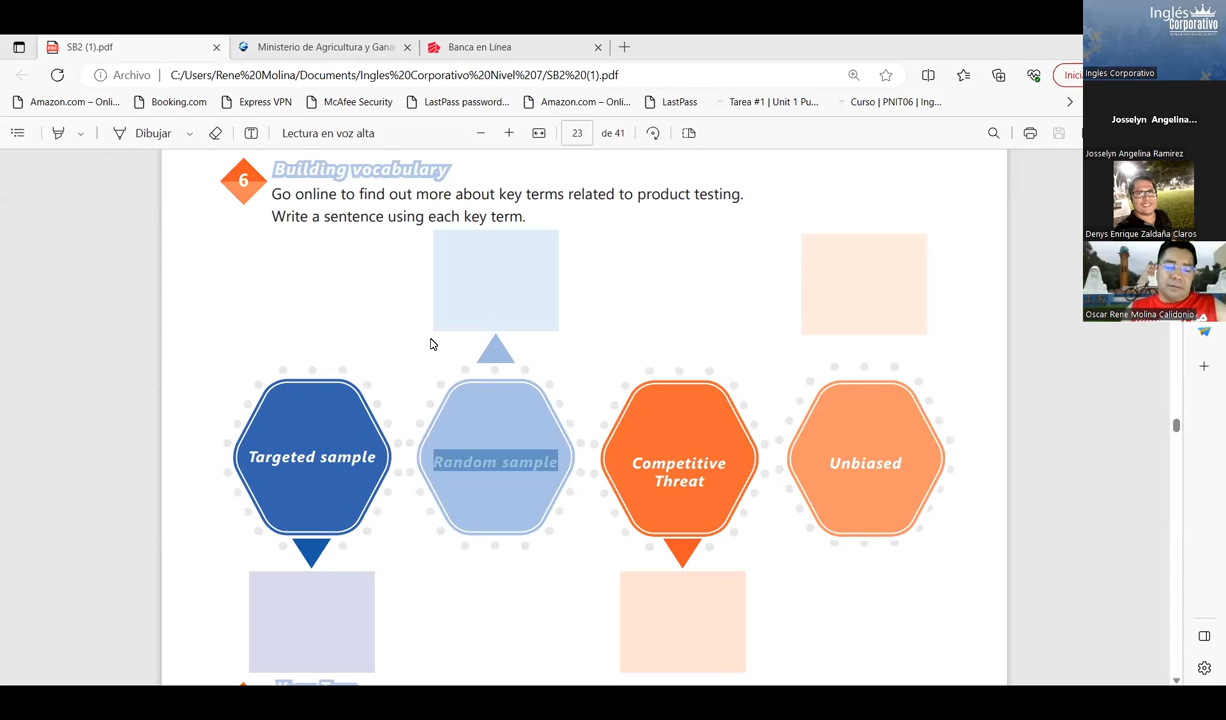 SB2 (1).pdf
Ministerio de Agricultura y Gana
Banca en Línea
Archivo
C:/Users/Rene%20Molina/Documents/Ingles%20Corporativo%20Nivel%207/SB2%20(1).pdf
Inici
Amazon.com – Onli...
Booking.com
Express VPN
McAfee Security
LastPass password...
Amazon.com – Onli...
LastPass
Tarea #1 | Unit 1 Pu...
Curso | PNIT06 | Ing...
Dibujar
Lectura en voz alta
23
de 41
6
Building vocabulary
Go online to find out more about key terms related to product testing.
Write a sentence using each key term.
Targeted sample
Random sample
Competitive
Threat
Unbiased
Inglés
Corporativo
Ingles Corporativo
Josselyn Angelina...
Josselyn Angelina Ramirez
Denys Enrique Zaldaña Claros
Oscar Rene Molina Calidonio